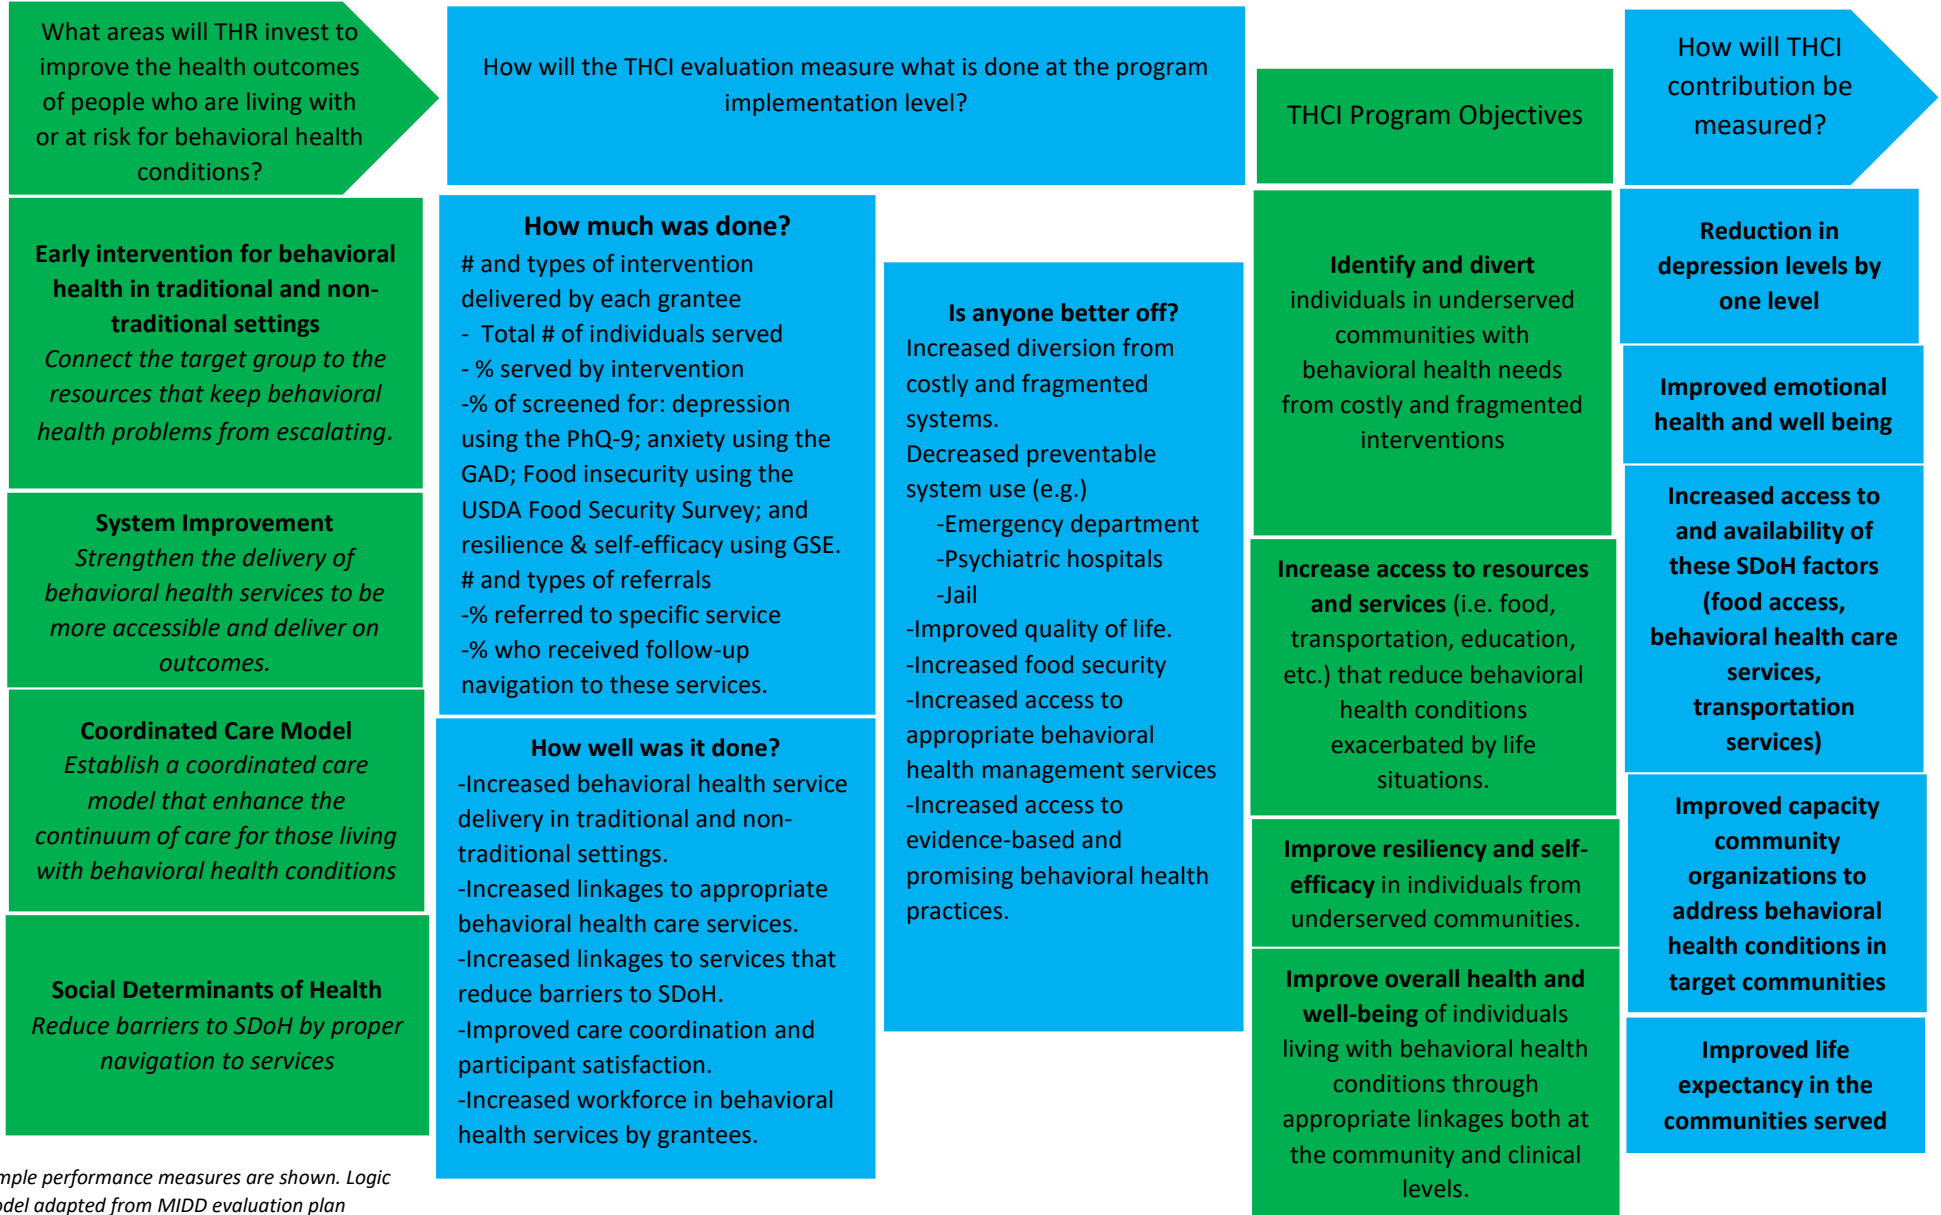 What areas will THR invest to
improve the health outcomes
of people who are living with
or at risk for behavioral health
conditions?
How will the THCI evaluation measure what is done at the program
implementation level?
THCI Program Objectives
How will THCI
contribution be
measured?
Early intervention for behavioral
health in traditional and non-
traditional settings
Connect the target group to the
resources that keep behavioral
health problems from escalating.
System Improvement
Strengthen the delivery of
behavioral health services to be
more accessible and deliver on
outcomes.
Coordinated Care Model
Establish a coordinated care
model that enhance the
continuum of care for those living
with behavioral health conditions
Social Determinants of Health
Reduce barriers to SDoH by proper
navigation to services
How much was done?
# and types of intervention
delivered by each grantee
- Total # of individuals served
- % served by intervention
-% of screened for: depression
using the PhQ-9; anxiety using the
GAD; Food insecurity using the
USDA Food Security Survey; and
resilience & self-efficacy using GSE.
# and types of referrals
-% referred to specific service
-% who received follow-up
navigation to these services.
How well was it done?
-Increased behavioral health service
delivery in traditional and non-
traditional settings.
-Increased linkages to appropriate
behavioral health care services.
-Increased linkages to services that
reduce barriers to SDoH.
-Improved care coordination and
participant satisfaction.
-Increased workforce in behavioral
health services by grantees.
Is anyone better off?
Increased diversion from
costly and fragmented
systems.
Decreased preventable
system use (e.g.)
-Emergency department
-Psychiatric hospitals
-Jail
-Improved quality of life.
-Increased food security
-Increased access to
appropriate behavioral
health management services
-Increased access to
evidence-based and
promising behavioral health
practices.
Identify and divert
individuals in underserved
communities with
behavioral health needs
from costly and fragmented
interventions
Increase access to resources
and services (i.e. food,
transportation, education,
etc.) that reduce behavioral
health conditions
exacerbated by life
situations.
Improve resiliency and self-
efficacy in individuals from
underserved communities.
Improve overall health and
well-being of individuals
living with behavioral health
conditions through
appropriate linkages both at
the community and clinical
levels.
Reduction in
depression levels by
one level
Improved emotional
health and well being
Increased access to
and availability of
these SDoH factors
(food access,
behavioral health care
services,
transportation
services)
Improved capacity
community
organizations to
address behavioral
health conditions in
target communities
Improved life
expectancy in the
communities served
mple performance measures are shown. Logic
odel adapted from MIDD evaluation plan